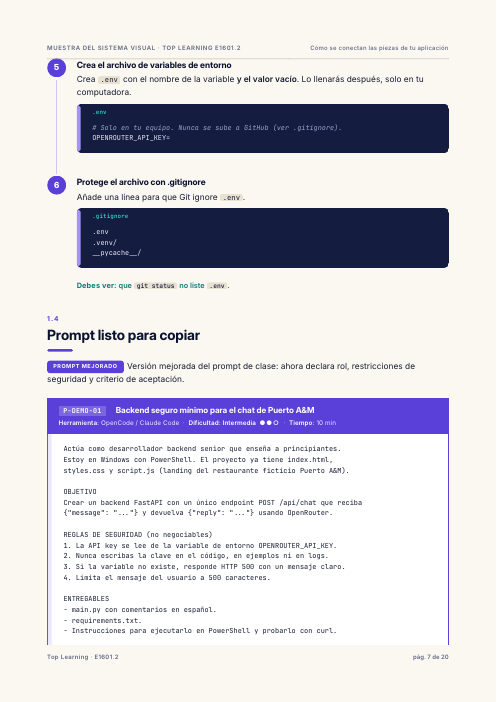 MUESTRA DEL SISTEMA VISUAL · TOP LEARNING E1601.2
Cómo se conectan las piezas de tu aplicación
5
Crea el archivo de variables de entorno
Crea .env con el nombre de la variable y el valor vacío. Lo llenarás después, solo en tu
computadora.
.env
# Solo en tu equipo. Nunca se sube a GitHub (ver .gitignore).
OPENROUTER_API_KEY=
6
Protege el archivo con .gitignore
Añade una línea para que Git ignore .env.
.gitignore
.env
.venv/
__pycache__/
Debes ver: que git status no liste .env.
1.4
Prompt listo para copiar
PROMPT MEJORADO Versión mejorada del prompt de clase: ahora declara rol, restricciones de
seguridad y criterio de aceptación.
P-DEMO-01 Backend seguro mínimo para el chat de Puerto A&M
Herramienta: OpenCode / Claude Code · Dificultad: Intermedia ●●○ · Tiempo: 10 min
Actúa como desarrollador backend senior que enseña a principiantes.
Estoy en Windows con PowerShell. El proyecto ya tiene index.html,
styles.css y script.js (landing del restaurante ficticio Puerto A&M).
OBJETIVO
Crear un backend FastAPI con un único endpoint POST /api/chat que reciba
{"message": "..."} y devuelva {"reply": "..."} usando OpenRouter.
REGLAS DE SEGURIDAD (no negociables)
1. La API key se lee de la variable de entorno OPENROUTER_API_KEY.
2. Nunca escribas la clave en el código, en ejemplos ni en logs.
3. Si la variable no existe, responde HTTP 500 con un mensaje claro.
4. Limita el mensaje del usuario a 500 caracteres.
ENTREGABLES
- main.py con comentarios en español.
- requirements.txt.
- Instrucciones para ejecutarlo en PowerShell y probarlo con curl.
Top Learning · E1601.2
pág. 7 de 20